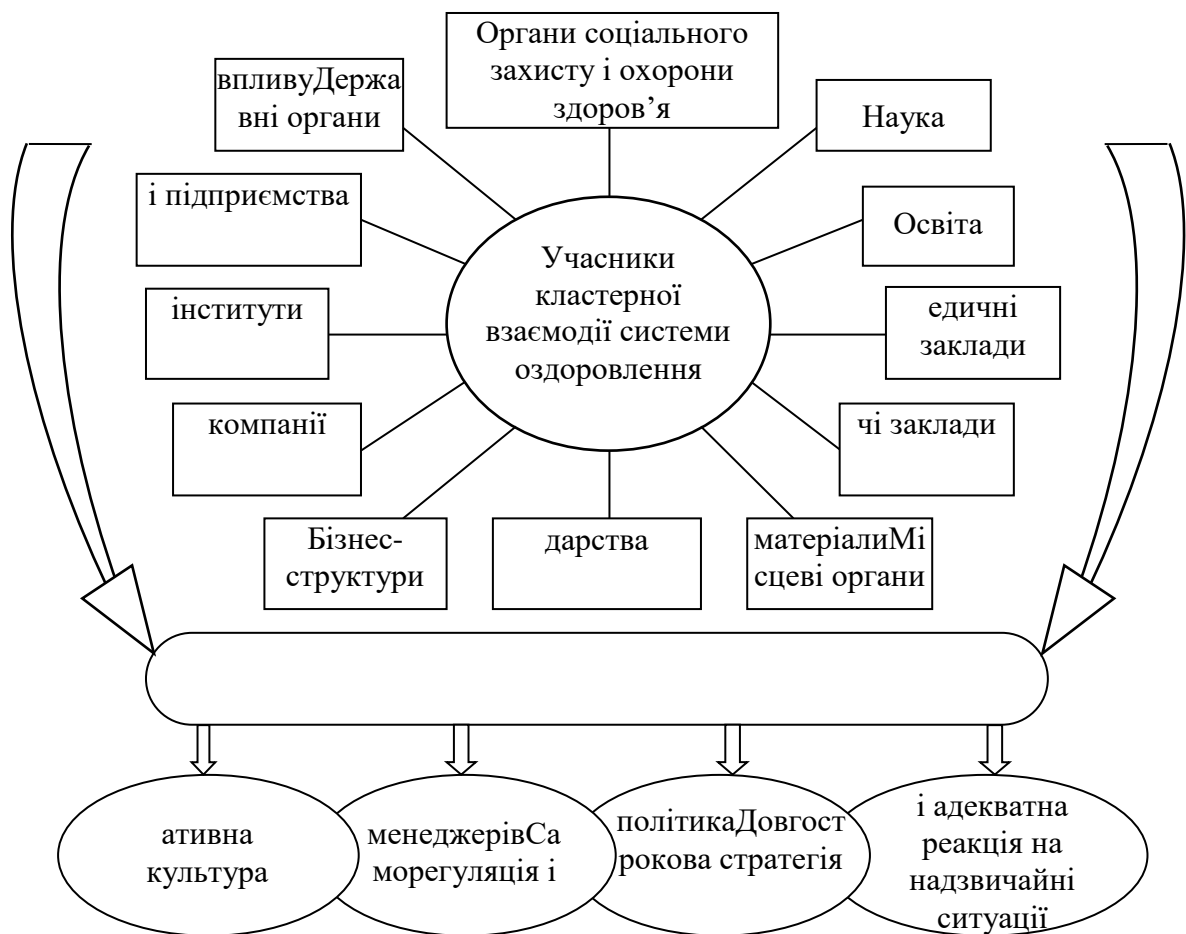 Органи соціального
захисту і охорони
здоров’я
впливуДержа
вні органи
Наука
і підприємства
Освіта
Учасники
кластерної
взаємодії системи
оздоровлення
інститути
едичні
заклади
компанії
чі заклади
Бізнес-
структури
дарства
матеріалиМі
сцеві органи
ативна
культура
менеджерівСа
морегуляція і
політикаДовгост
рокова стратегія
і адекватна
реакція на
надзвичайні
ситуації